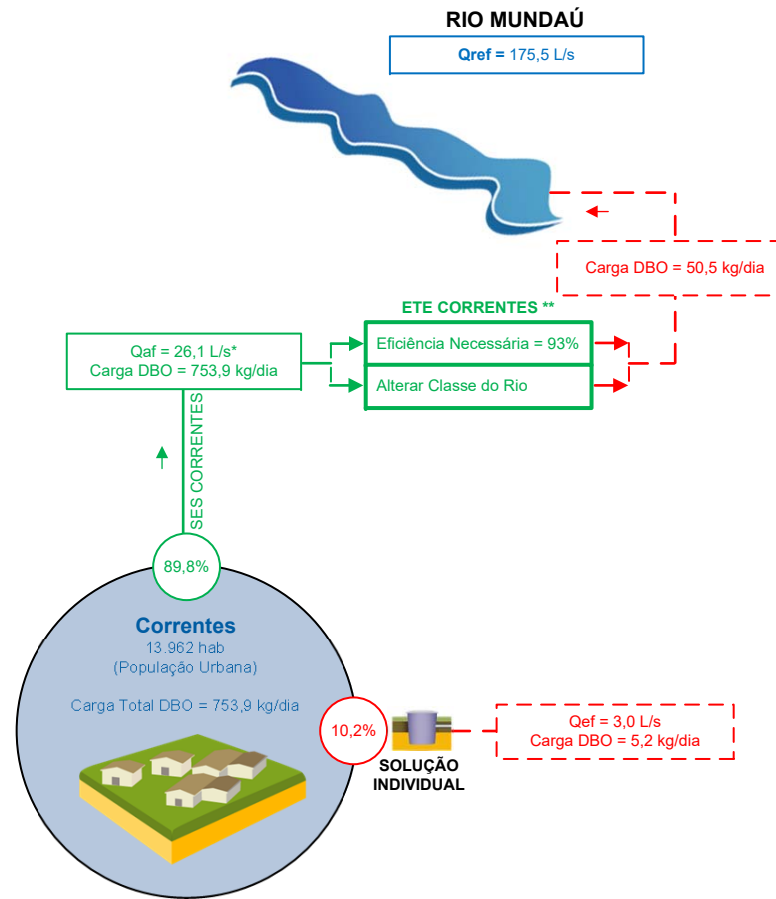 RIO MUNDAÚ
Qref = 175,5 L/s
Carga DBO = 50,5 kg/dia
ETE CORRENTES **
Qaf = 26,1 L/s*
Carga DBO = 753,9 kg/dia
Eficiência Necessária = 93%
Alterar Classe do Rio
SES CORRENTES
89,8%
Correntes
13.962 hab
(População Urbana)
Carga Total DBO = 753,9 kg/dia
10,2%
SOLUÇÃO
INDIVIDUAL
Qef = 3,0 L/s
Carga DBO = 5,2 kg/dia